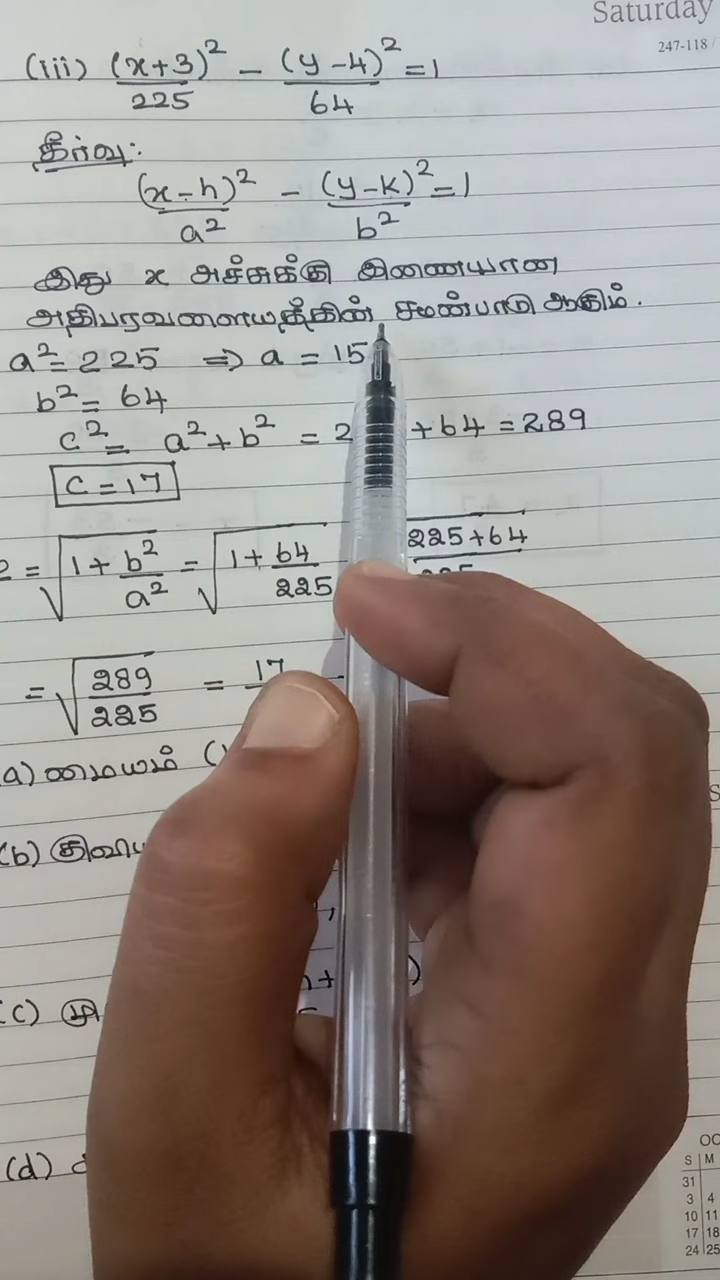 Saturday
247-118
(iii) (x+3)²/225 - (y-4)²/64 = 1
தீர்வு:
(x-h)²/a² - (y-k)²/b² = 1
இது x அச்சுக்கு இணையான
அதிபரவளையத்தின் சமன்பாடு ஆகும்.
a² = 225 ⇒ a = 15
b² = 64
c² = a² + b² = 2 + 64 = 289
c = 17
= √(1 + b²/a²) = √(1 + 64/225) 225+64
= √(289/225) = 17
(a) மையம் (
(b)
(c)
(d)
S M
31
3 4
10 11
17 18
24 25